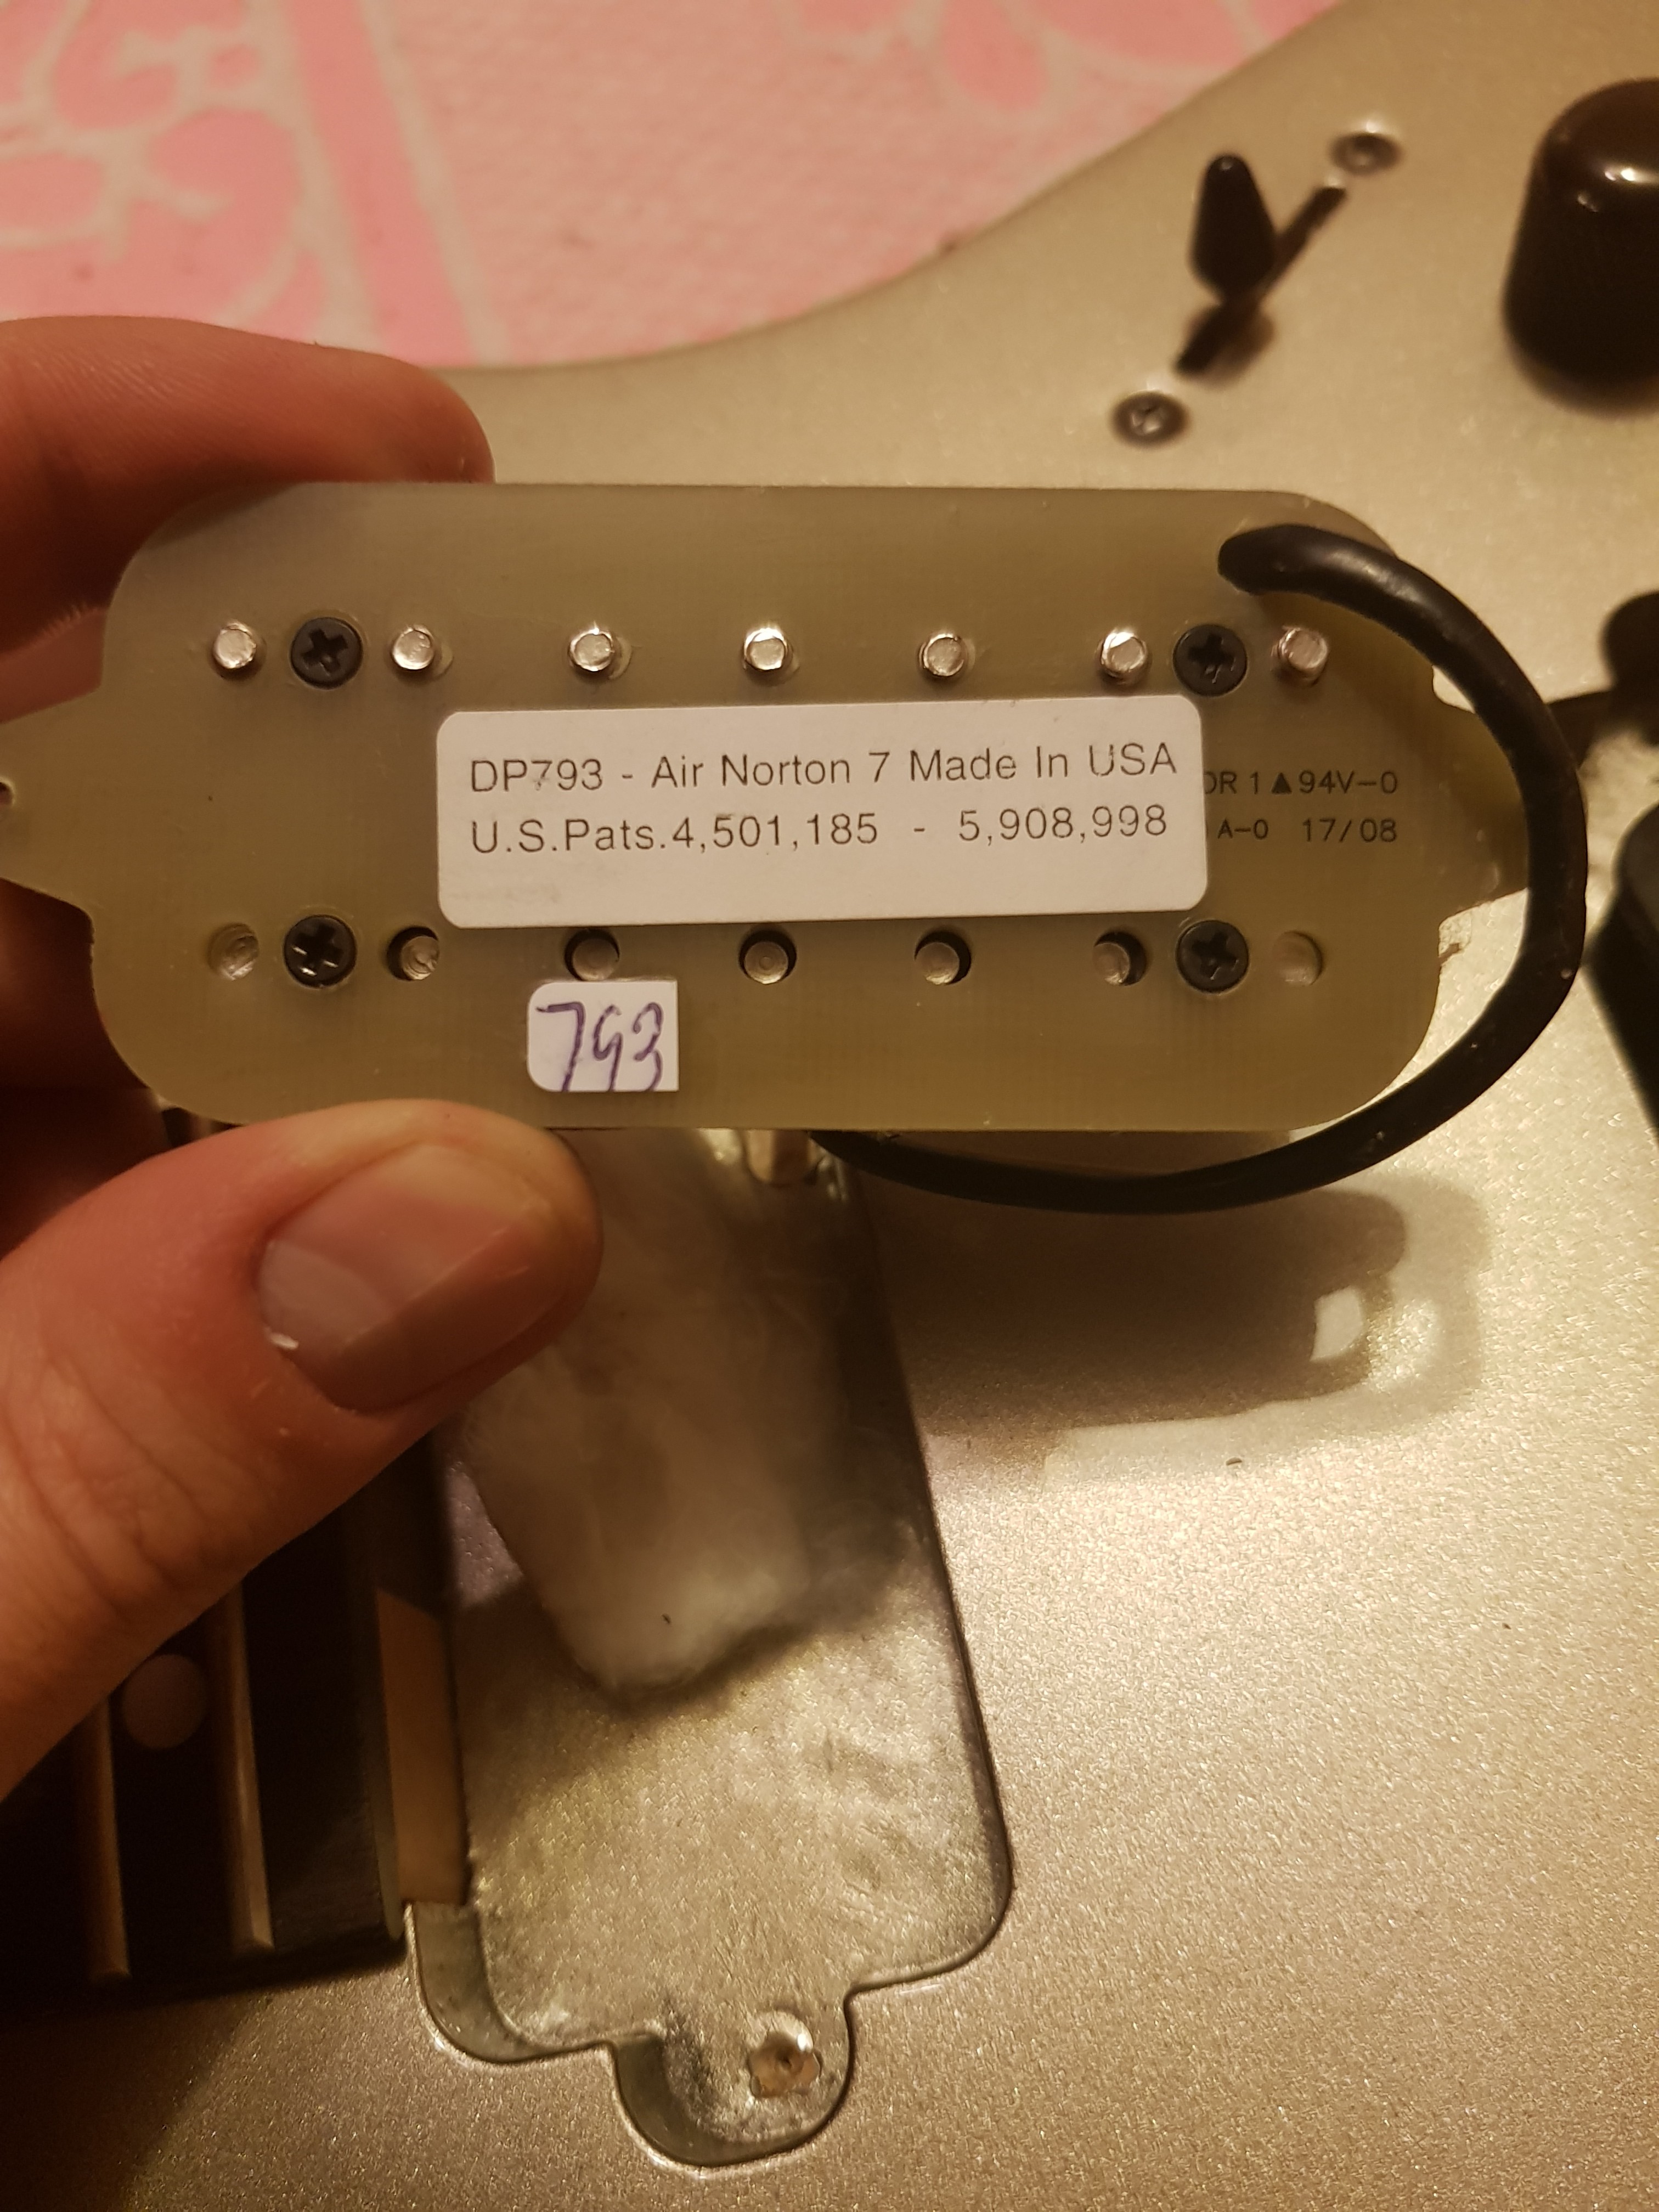 DP793 - Air Norton 7 Made In USA
U.S.Pats.4,501,185 - 5,908,998
1▲94V-0
A-0 17/08
793